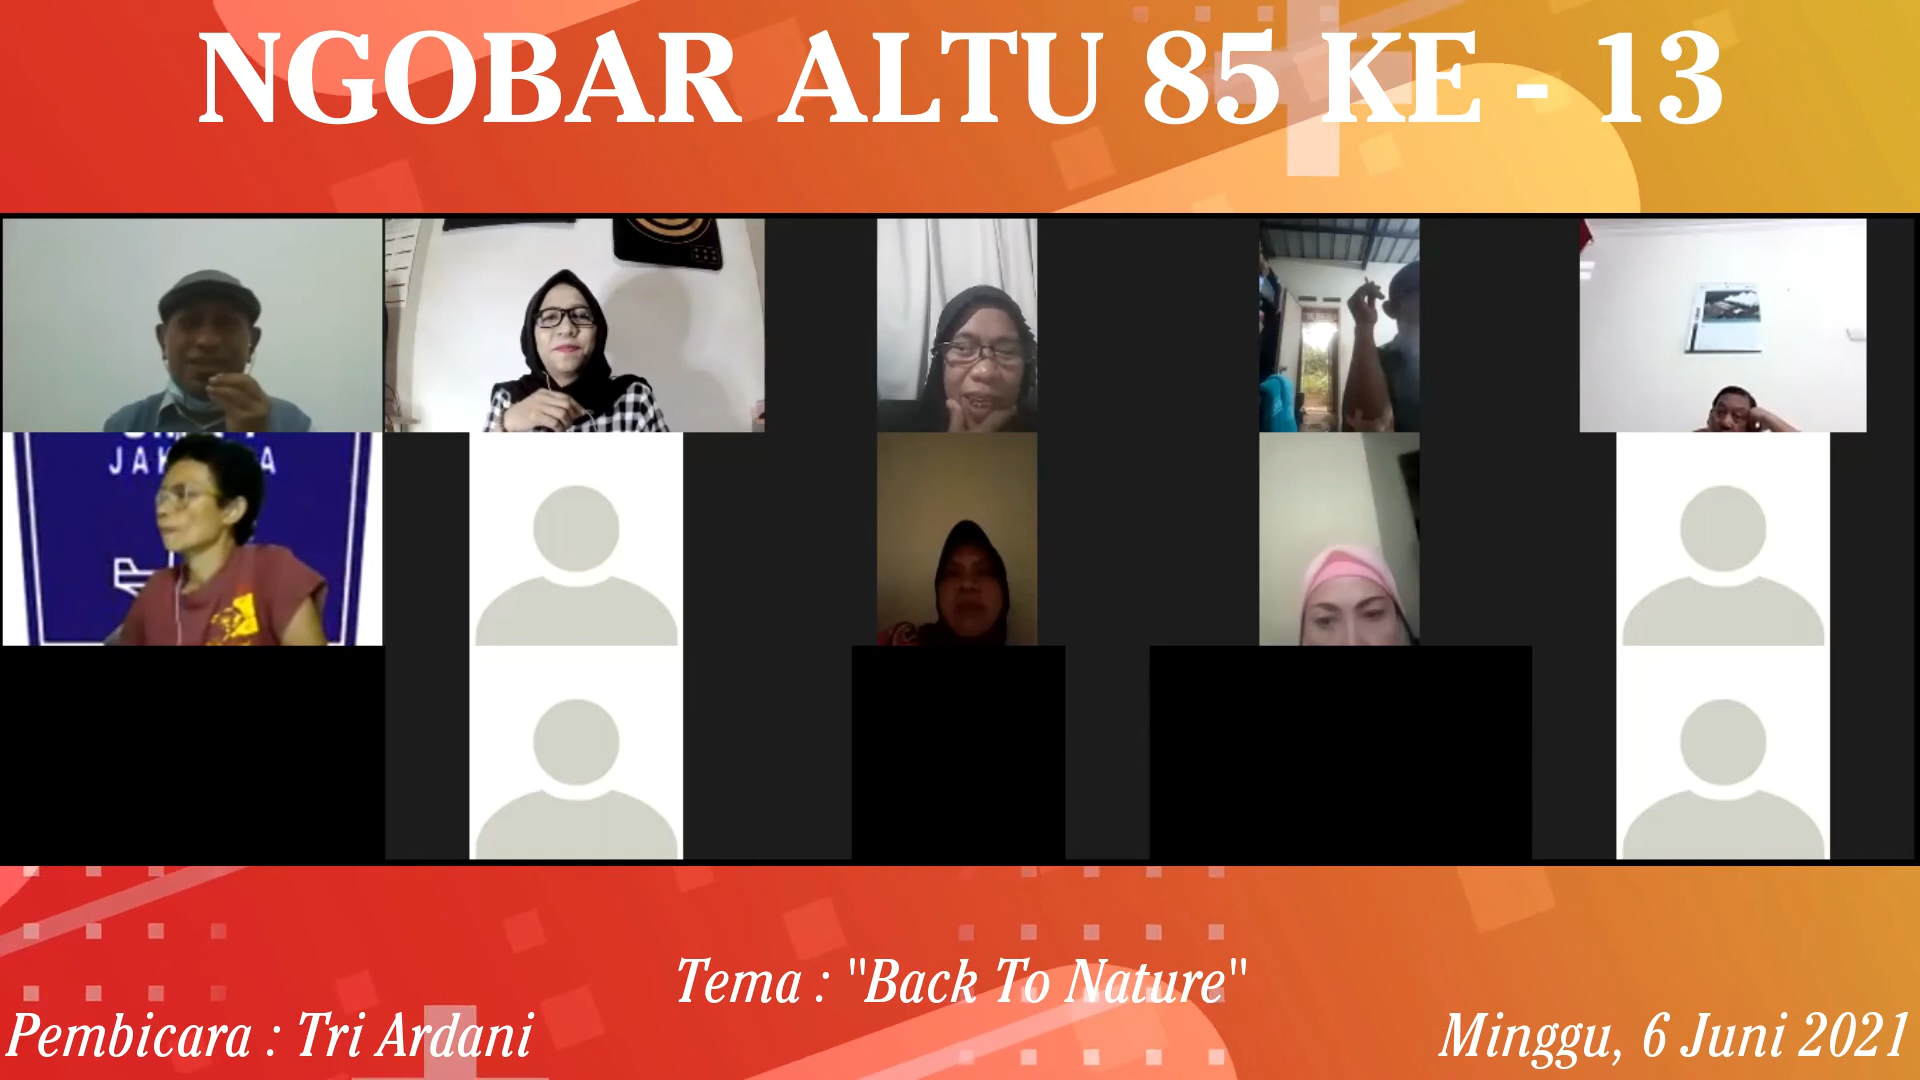 NGOBAR ALTU 85 KE - 13
Tema : "Back To Nature"
Pembicara : Tri Ardani
Minggu, 6 Juni 2021